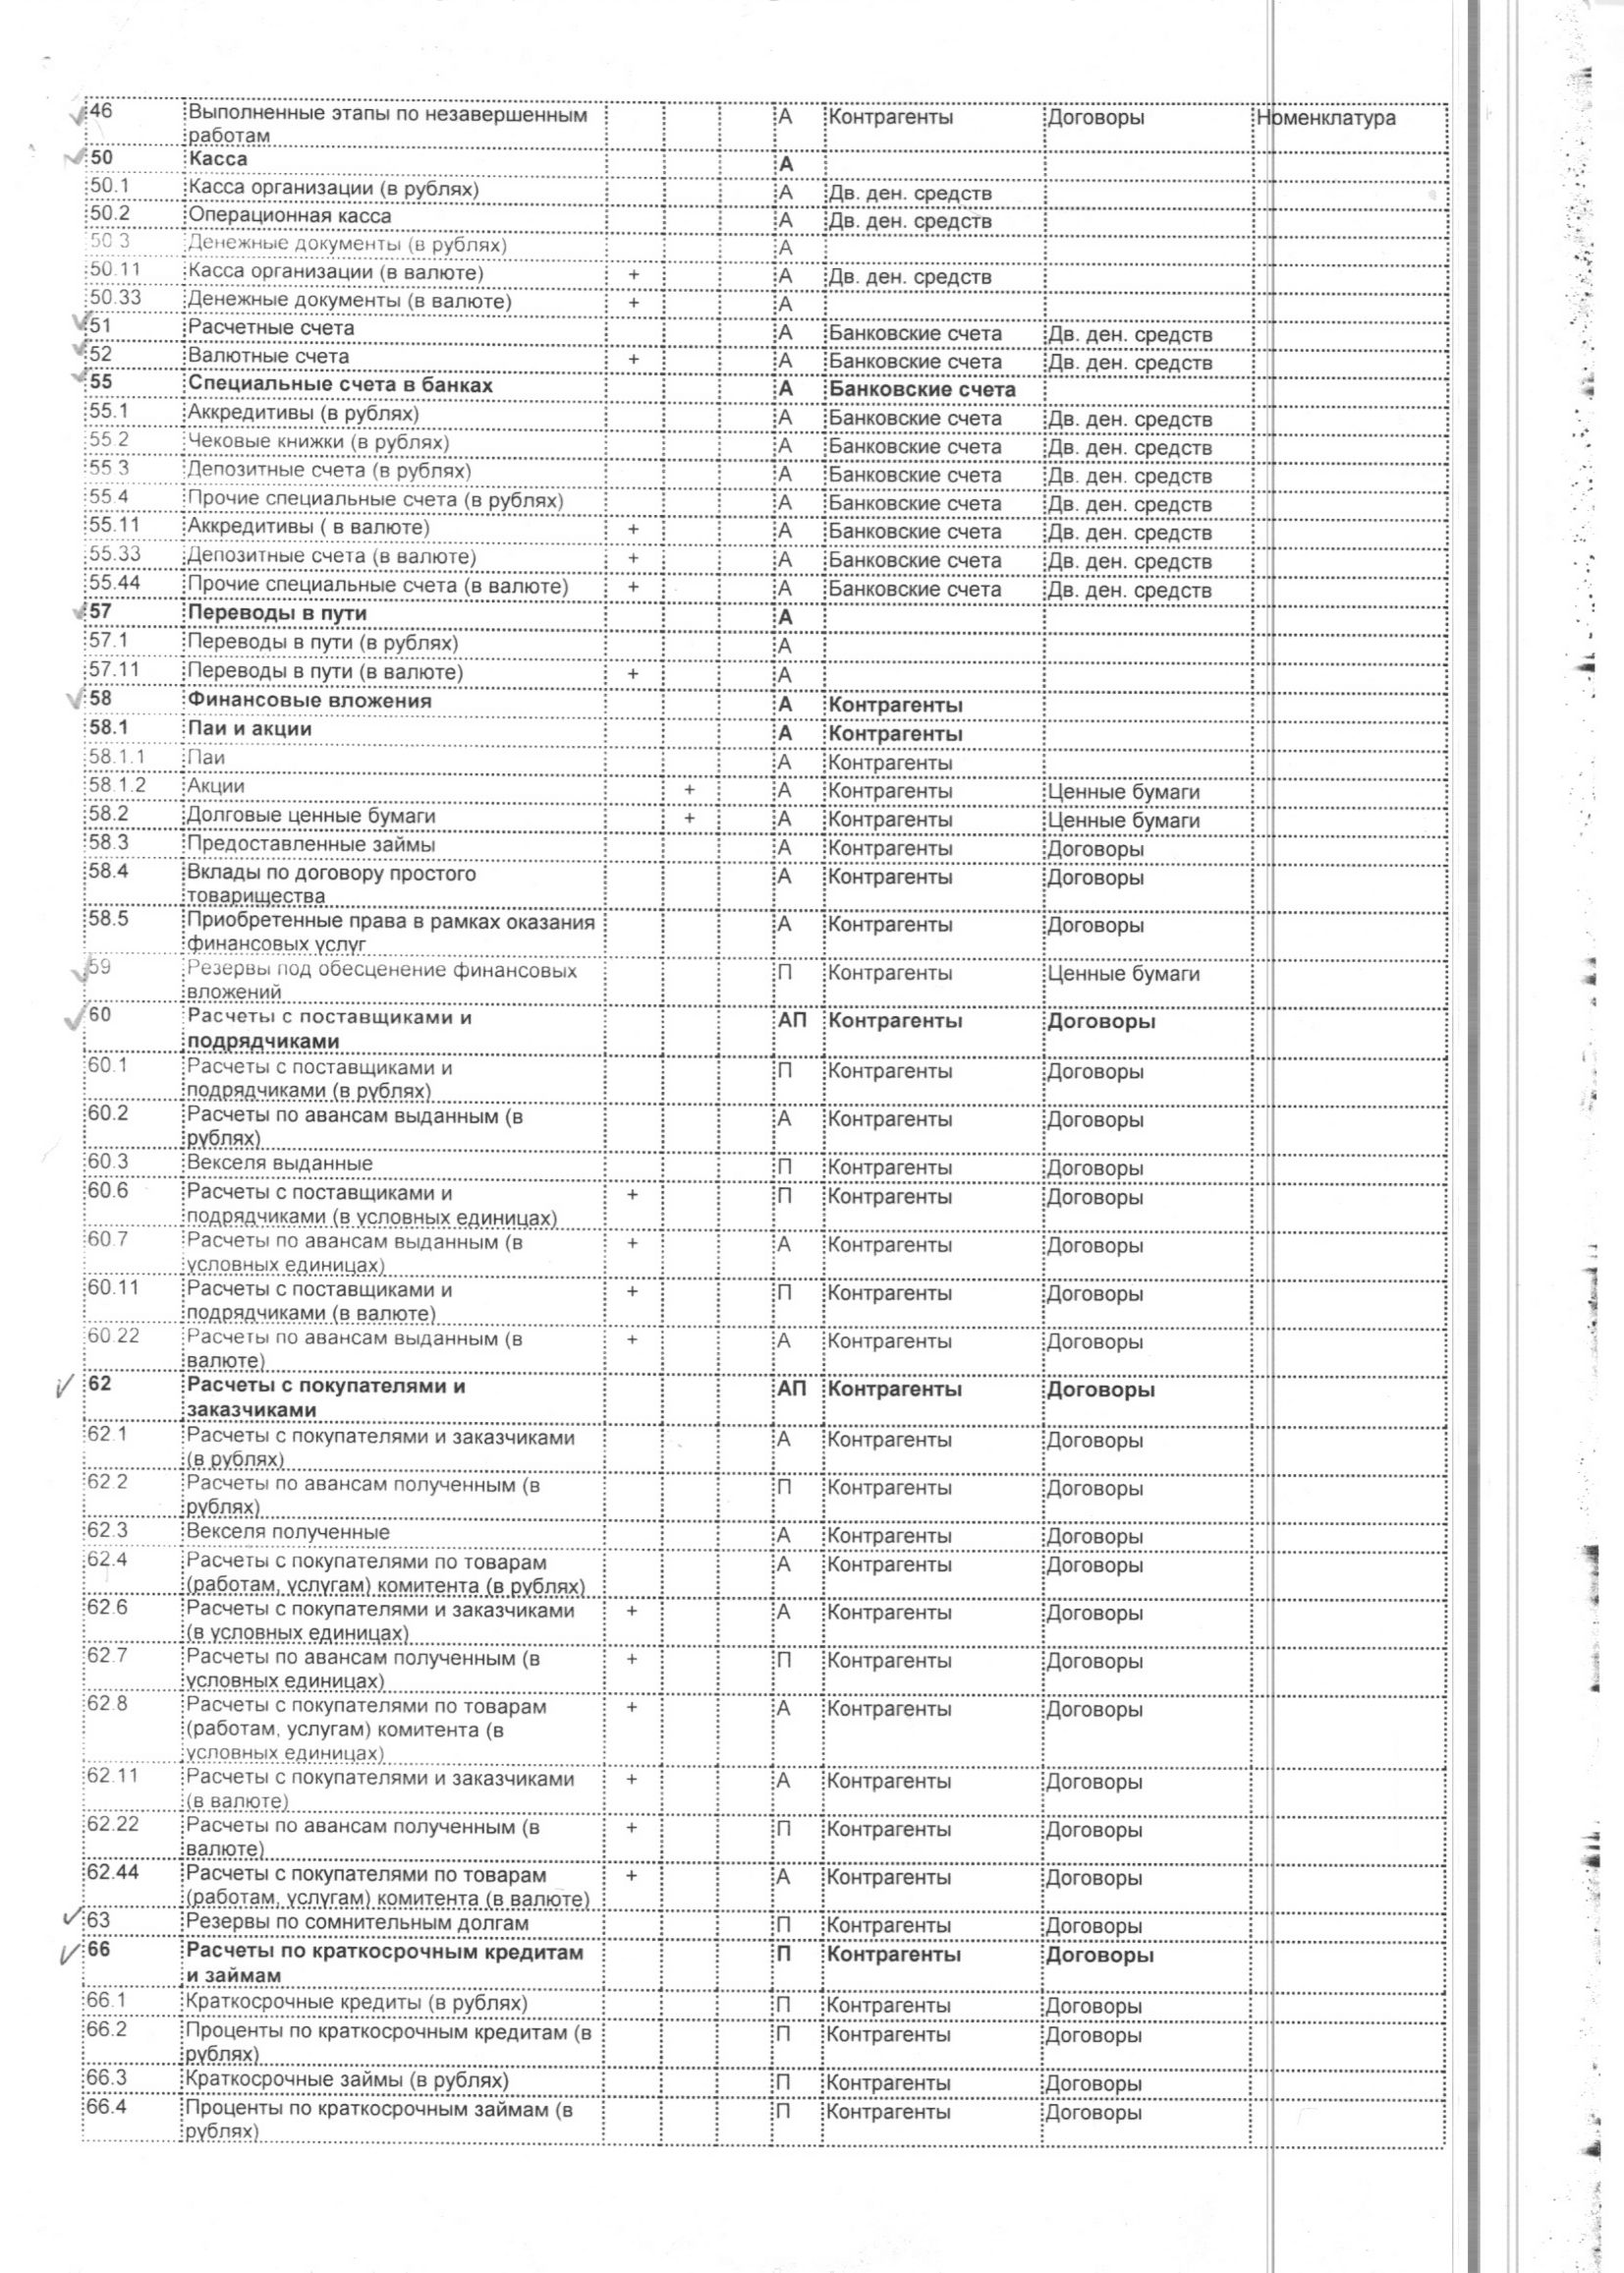 46 Выполненные этапы по незавершенным А Контрагенты Договоры Номенклатура
работам
50 Касса А
50.1 Касса организации (в рублях) А Дв. ден. средств
50.2 Операционная касса А Дв. ден. средств
50.3 Денежные документы (в рублях) А
50.11 Касса организации (в валюте) + А Дв. ден. средств
50.33 Денежные документы (в валюте) + А
51 Расчетные счета А Банковские счета Дв. ден. средств
52 Валютные счета + А Банковские счета Дв. ден. средств
55 Специальные счета в банках А Банковские счета
55.1 Аккредитивы (в рублях) А Банковские счета Дв. ден. средств
55.2 Чековые книжки (в рублях) А Банковские счета Дв. ден. средств
55.3 Депозитные счета (в рублях) А Банковские счета Дв. ден. средств
55.4 Прочие специальные счета (в рублях) А Банковские счета Дв. ден. средств
55.11 Аккредитивы ( в валюте) + А Банковские счета Дв. ден. средств
55.33 Депозитные счета (в валюте) + А Банковские счета Дв. ден. средств
55.44 Прочие специальные счета (в валюте) + А Банковские счета Дв. ден. средств
57 Переводы в пути А
57.1 Переводы в пути (в рублях) А
57.11 Переводы в пути (в валюте) + А
58 Финансовые вложения А Контрагенты
58.1 Паи и акции А Контрагенты
58.1.1 Паи А Контрагенты
58.1.2 Акции + А Контрагенты Ценные бумаги
58.2 Долговые ценные бумаги + А Контрагенты Ценные бумаги
58.3 Предоставленные займы А Контрагенты Договоры
58.4 Вклады по договору простого А Контрагенты Договоры
товарищества
58.5 Приобретенные права в рамках оказания А Контрагенты Договоры
финансовых услуг
59 Резервы под обесценение финансовых П Контрагенты Ценные бумаги
вложений
60 Расчеты с поставщиками и АП Контрагенты Договоры
подрядчиками
60.1 Расчеты с поставщиками и П Контрагенты Договоры
подрядчиками (в рублях)
60.2 Расчеты по авансам выданным (в А Контрагенты Договоры
рублях)
60.3 Векселя выданные П Контрагенты Договоры
60.6 Расчеты с поставщиками и + П Контрагенты Договоры
подрядчиками (в условных единицах)
60.7 Расчеты по авансам выданным (в + А Контрагенты Договоры
условных единицах)
60.11 Расчеты с поставщиками и + П Контрагенты Договоры
подрядчиками (в валюте)
60.22 Расчеты по авансам выданным (в + А Контрагенты Договоры
валюте)
62 Расчеты с покупателями и АП Контрагенты Договоры
заказчиками
62.1 Расчеты с покупателями и заказчиками А Контрагенты Договоры
(в рублях)
62.2 Расчеты по авансам полученным (в П Контрагенты Договоры
рублях)
62.3 Векселя полученные А Контрагенты Договоры
62.4 Расчеты с покупателями по товарам А Контрагенты Договоры
(работам, услугам) комитента (в рублях)
62.6 Расчеты с покупателями и заказчиками + А Контрагенты Договоры
(в условных единицах)
62.7 Расчеты по авансам полученным (в + П Контрагенты Договоры
условных единицах)
62.8 Расчеты с покупателями по товарам + А Контрагенты Договоры
(работам, услугам) комитента (в
условных единицах)
62.11 Расчеты с покупателями и заказчиками + А Контрагенты Договоры
(в валюте)
62.22 Расчеты по авансам полученным (в + П Контрагенты Договоры
валюте)
62.44 Расчеты с покупателями по товарам + А Контрагенты Договоры
(работам, услугам) комитента (в валюте)
63 Резервы по сомнительным долгам П Контрагенты Договоры
66 Расчеты по краткосрочным кредитам П Контрагенты Договоры
и займам
66.1 Краткосрочные кредиты (в рублях) П Контрагенты Договоры
66.2 Проценты по краткосрочным кредитам (в П Контрагенты Договоры
рублях)
66.3 Краткосрочные займы (в рублях) П Контрагенты Договоры
66.4 Проценты по краткосрочным займам (в П Контрагенты Договоры
рублях)